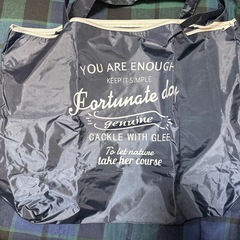 YOU ARE ENOUGH
KEEP IT SIMPLE
Fortunate day
genuine
CACKLE WITH GLEE
To let nature
take her course